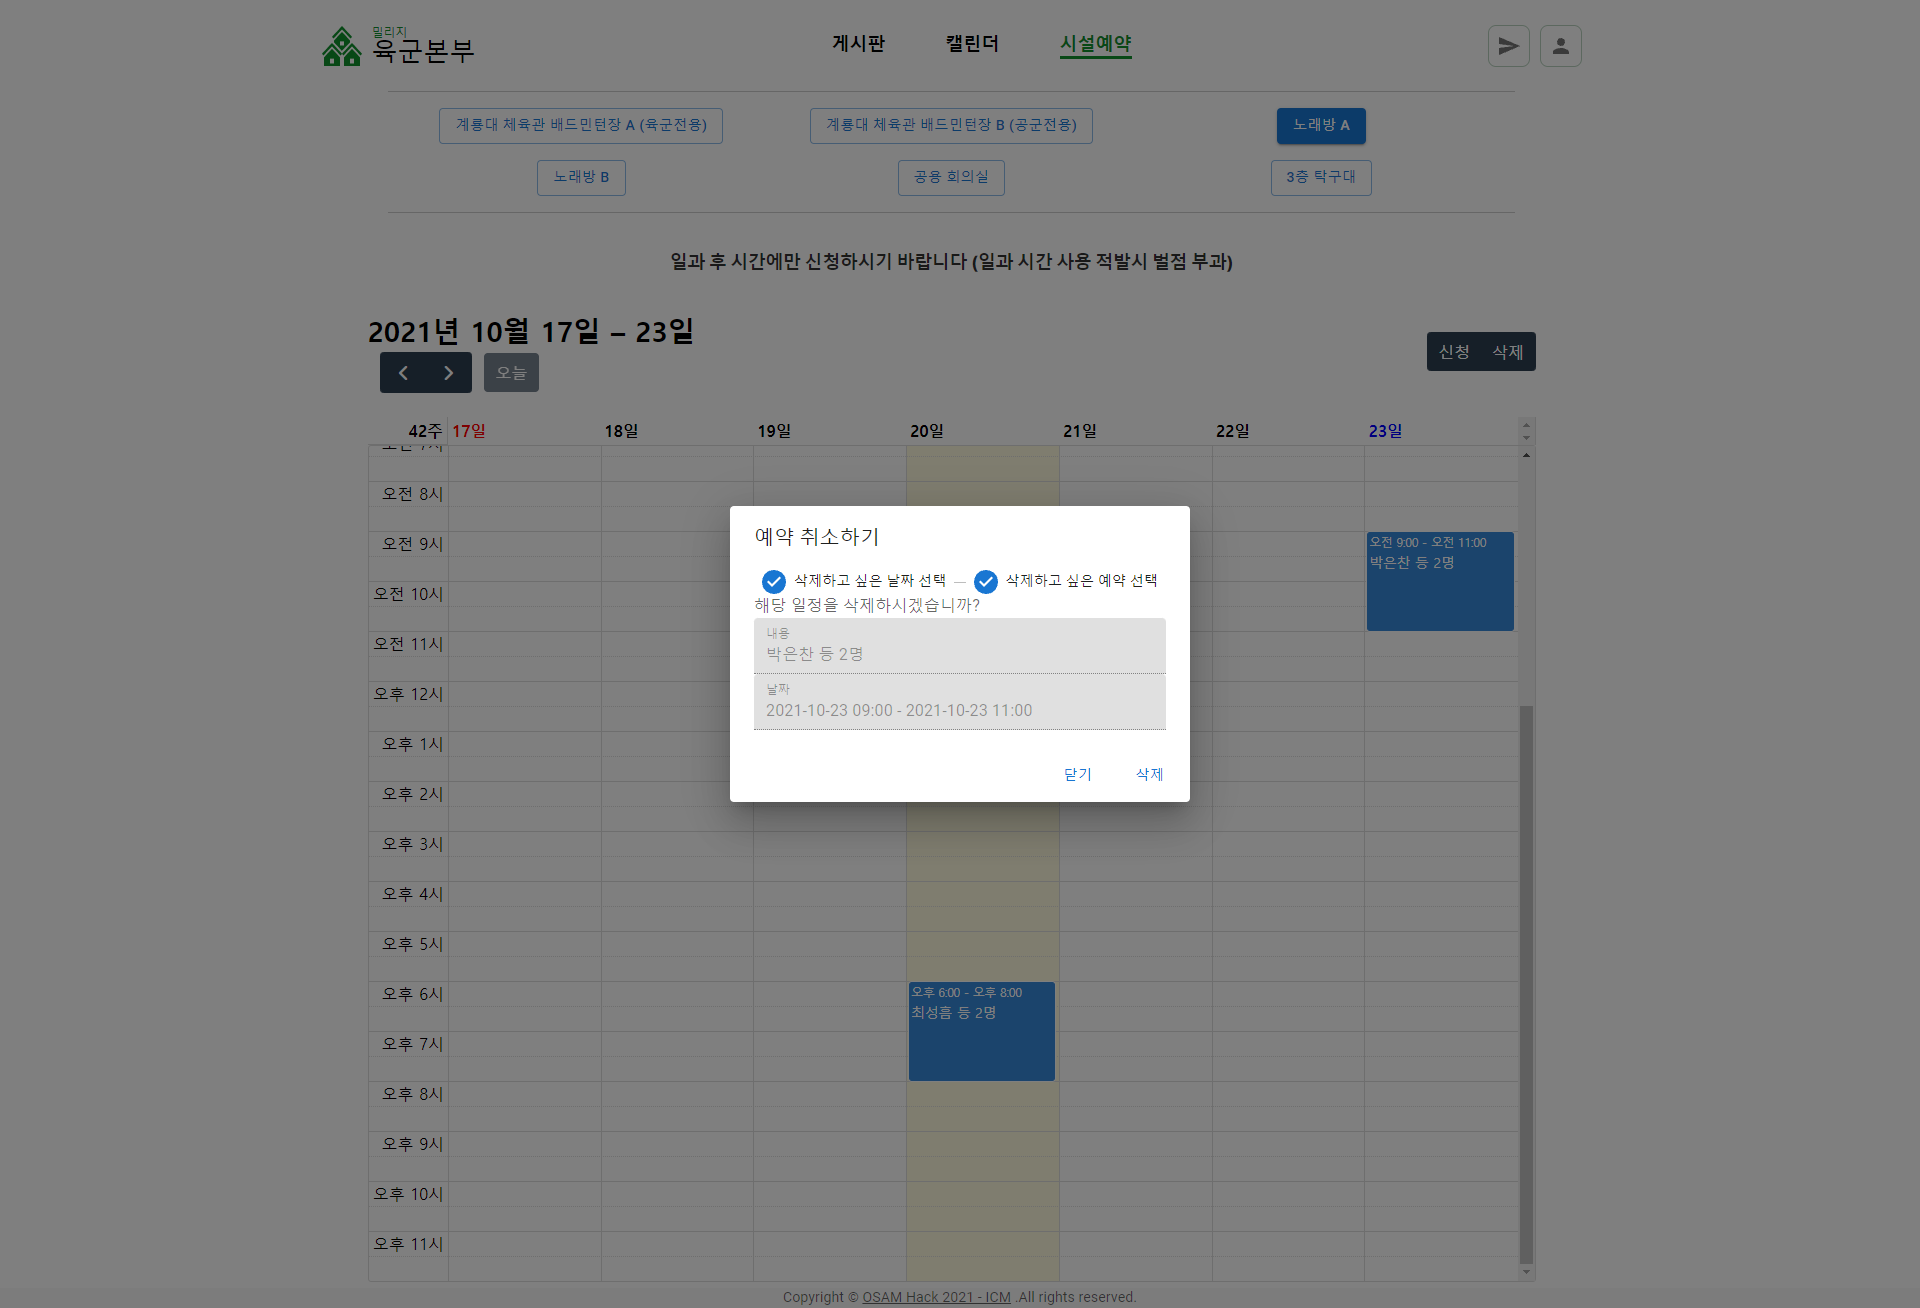 밀리지
육군본부
게시판
캘린더
시설예약
계룡대 체육관 배드민턴장 A (육군전용)
계룡대 체육관 배드민턴장 B (공군전용)
노래방 A
노래방 B
공용 회의실
3층 탁구대
일과 후 시간에만 신청하시기 바랍니다 (일과 시간 사용 적발시 벌점 부과)
2021년 10월 17일 – 23일
오늘
신청
삭제
42주
17일
18일
19일
20일
21일
22일
23일
오전 7시
오전 8시
오전 9시
오전 10시
오전 11시
오후 12시
오후 1시
오후 2시
오후 3시
오후 4시
오후 5시
오후 6시
오후 7시
오후 8시
오후 9시
오후 10시
오후 11시
오전 9:00 - 오전 11:00
박은찬 등 2명
오후 6:00 - 오후 8:00
최성흠 등 2명
예약 취소하기
삭제하고 싶은 날짜 선택
삭제하고 싶은 예약 선택
해당 일정을 삭제하시겠습니까?
내용
박은찬 등 2명
날짜
2021-10-23 09:00 - 2021-10-23 11:00
닫기
삭제
Copyright © OSAM Hack 2021 - ICM .All rights reserved.